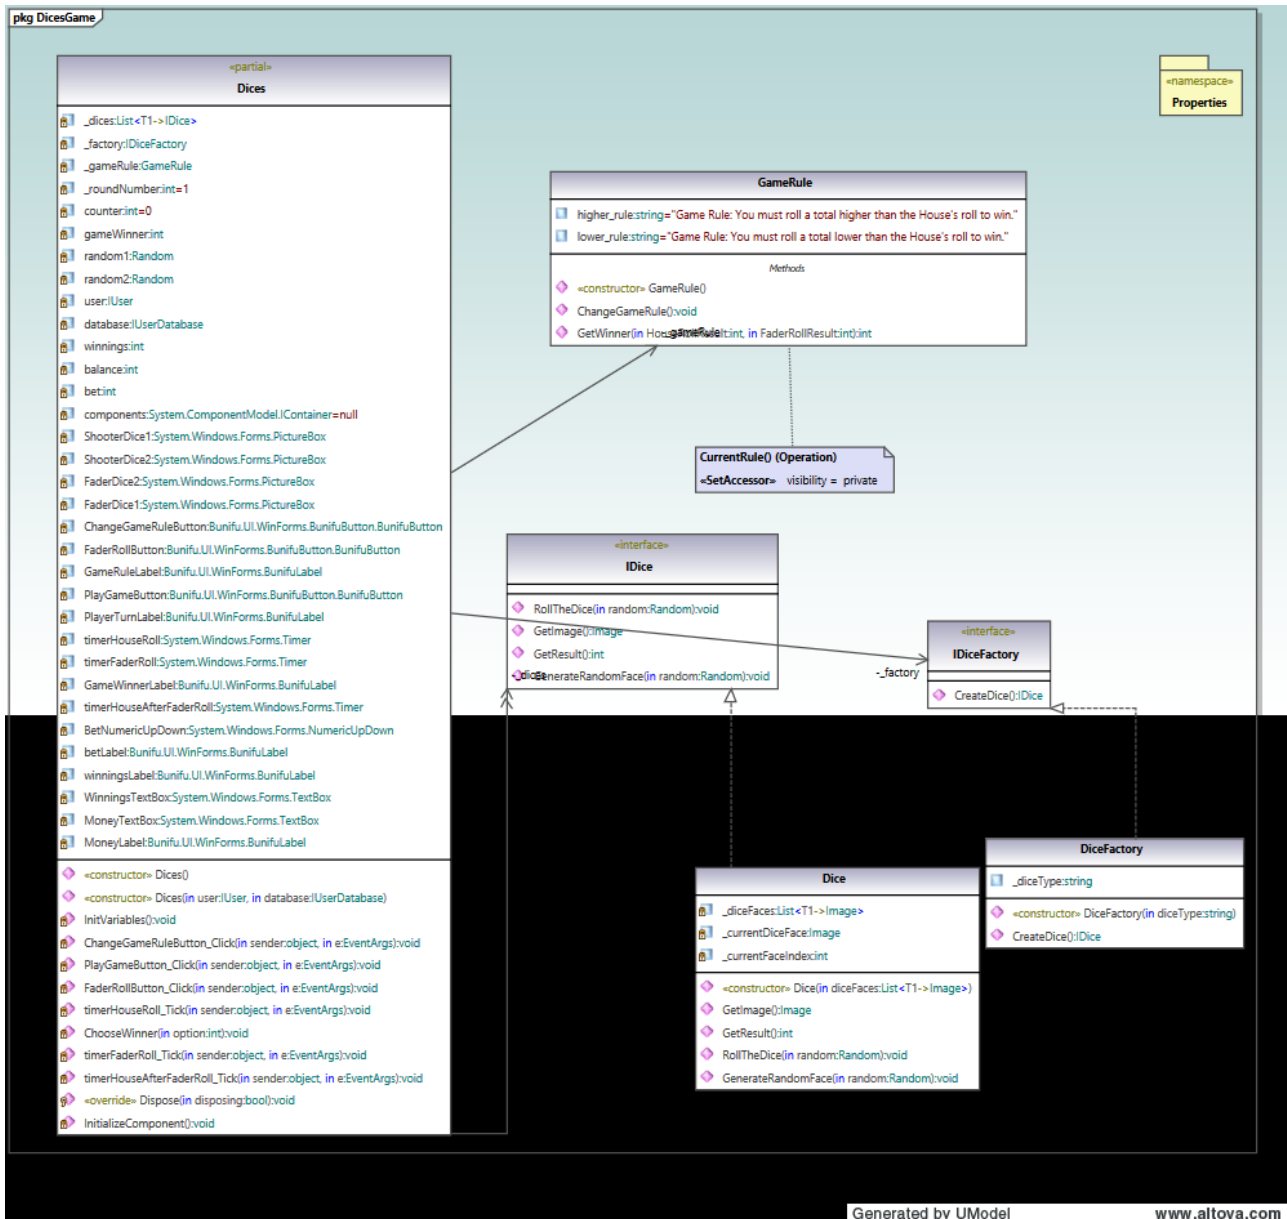 pkg DicesGame
«partial»
Dices
_dices:List<T1->IDice>
_factory:IDiceFactory
_gameRule:GameRule
_roundNumber:int=1
counter:int=0
gameWinner:int
random1:Random
random2:Random
user:IUser
database:IUserDatabase
winnings:int
balance:int
bet:int
components:System.ComponentModel.IContainer=null
ShooterDice1:System.Windows.Forms.PictureBox
ShooterDice2:System.Windows.Forms.PictureBox
FaderDice2:System.Windows.Forms.PictureBox
FaderDice1:System.Windows.Forms.PictureBox
ChangeGameRuleButton:Bunifu.UI.WinForms.BunifuButton.BunifuButton
FaderRollButton:Bunifu.UI.WinForms.BunifuButton.BunifuButton
GameRuleLabel:Bunifu.UI.WinForms.BunifuLabel
PlayGameButton:Bunifu.UI.WinForms.BunifuButton.BunifuButton
PlayerTurnLabel:Bunifu.UI.WinForms.BunifuLabel
timerHouseRoll:System.Windows.Forms.Timer
timerFaderRoll:System.Windows.Forms.Timer
GameWinnerLabel:Bunifu.UI.WinForms.BunifuLabel
timerHouseAfterFaderRoll:System.Windows.Forms.Timer
BetNumericUpDown:System.Windows.Forms.NumericUpDown
betLabel:Bunifu.UI.WinForms.BunifuLabel
winningsLabel:Bunifu.UI.WinForms.BunifuLabel
WinningsTextBox:System.Windows.Forms.TextBox
MoneyTextBox:System.Windows.Forms.TextBox
MoneyLabel:Bunifu.UI.WinForms.BunifuLabel
«constructor» Dices()
«constructor» Dices(in user:IUser, in database:IUserDatabase)
InitVariables():void
ChangeGameRuleButton_Click(in sender:object, in e:EventArgs):void
PlayGameButton_Click(in sender:object, in e:EventArgs):void
FaderRollButton_Click(in sender:object, in e:EventArgs):void
timerHouseRoll_Tick(in sender:object, in e:EventArgs):void
ChooseWinner(in option:int):void
timerFaderRoll_Tick(in sender:object, in e:EventArgs):void
timerHouseAfterFaderRoll_Tick(in sender:object, in e:EventArgs):void
«override» Dispose(in disposing:bool):void
InitializeComponent():void
«namespace»
Properties
GameRule
higher_rule:string="Game Rule: You must roll a total higher than the House's roll to win."
lower_rule:string="Game Rule: You must roll a total lower than the House's roll to win."
Methods
«constructor» GameRule()
ChangeGameRule():void
GetWinner(in :int, in FaderRollResult:int):int
-_gameRule
CurrentRule() (Operation)
«SetAccessor» visibility = private
«interface»
IDice
RollTheDice(in random:Random):void
GetImage():Image
GetResult():int
GenerateRandomFace(in random:Random):void
-_dices
-_factory
«interface»
IDiceFactory
CreateDice():IDice
DiceFactory
_diceType:string
«constructor» DiceFactory(in diceType:string)
CreateDice():IDice
Dice
_diceFaces:List<T1->Image>
_currentDiceFace:Image
_currentFaceIndex:int
«constructor» Dice(in diceFaces:List<T1->Image>)
GetImage():Image
GetResult():int
RollTheDice(in random:Random):void
GenerateRandomFace(in random:Random):void
Generated by UModel www.altova.com